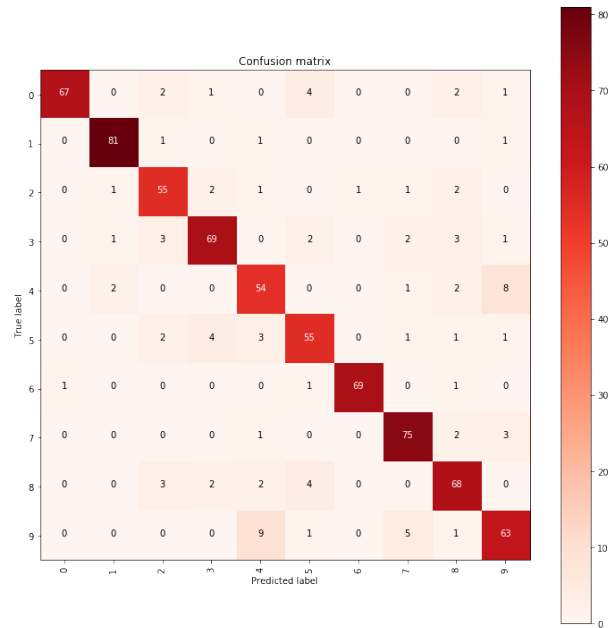 Confusion matrix
80
70
60
50
40
30
20
10
0
True label
0 67 0 2 1 0 4 0 0 2 1
1 0 81 1 0 1 0 0 0 0 1
2 0 1 55 2 1 0 1 1 2 0
3 0 1 3 69 0 2 0 2 3 1
4 0 2 0 0 54 0 0 1 2 8
5 0 0 2 4 3 55 0 1 1 1
6 1 0 0 0 0 1 69 0 1 0
7 0 0 0 0 1 0 0 75 2 3
8 0 0 3 2 2 4 0 0 68 0
9 0 0 0 0 9 1 0 5 1 63
0 1 2 3 4 5 6 7 8 9
Predicted label